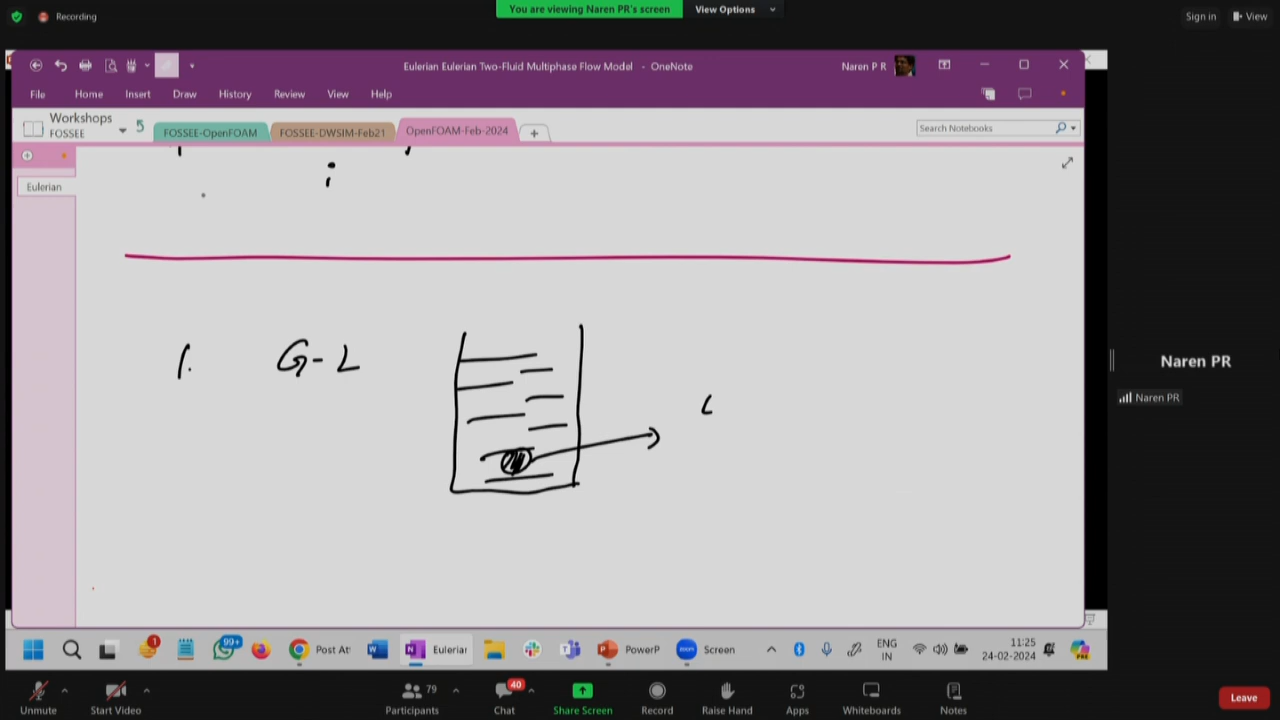 Recording
You are viewing Naren PR's screen
View Options
Sign in
View
Eulerian Eulerian Two-Fluid Multiphase Flow Model - OneNote
Naren P R
File
Home
Insert
Draw
History
Review
View
Help
Workshops
FOSSEE
FOSSEE-OpenFOAM
FOSSEE-DWSIM-Feb21
OpenFOAM-Feb-2024
Search Notebooks
Eulerian
1. G-L
Naren PR
Naren PR
1
99+
Post At
Eulerian
PowerP
Screen
ENG
IN
11:25
24-02-2024
Unmute
Start Video
79
Participants
40
Chat
Share Screen
Record
Raise Hand
Apps
Whiteboards
Notes
Leave